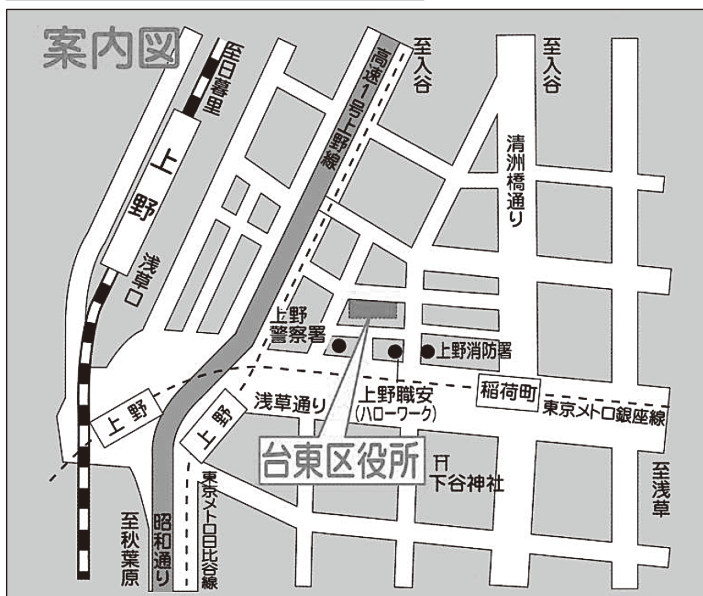 案内図
至日暮里
上野
浅草口
高速1号上野線
至入谷
至入谷
清洲橋通り
上野
警察署
上野消防署
上野職安
(ハローワーク)
浅草通り
稲荷町
東京メトロ銀座線
上野
上野
台東区役所
下谷神社
至浅草
東京メトロ日比谷線
昭和通り
至秋葉原